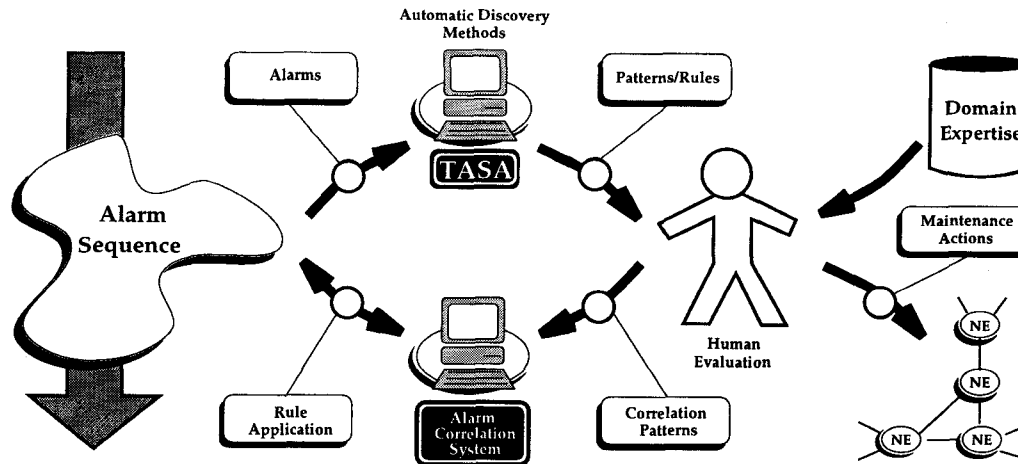 Automatic Discovery
Methods
Alarms
Patterns/Rules
Domain
Expertise
TASA
Alarm
Sequence
Maintenance
Actions
Human
Evaluation
Rule
Application
Alarm
Correlation
System
Correlation
Patterns
NE
NE
NE
NE